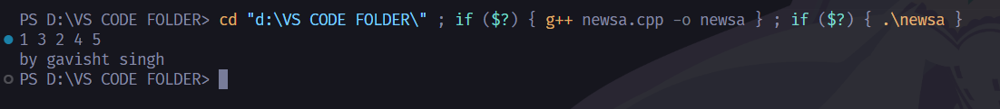 PS D:\VS CODE FOLDER> cd "d:\VS CODE FOLDER\" ; if ($?) { g++ newsa.cpp -o newsa } ; if ($?) { .\newsa }
1 3 2 4 5
by gavisht singh
PS D:\VS CODE FOLDER>